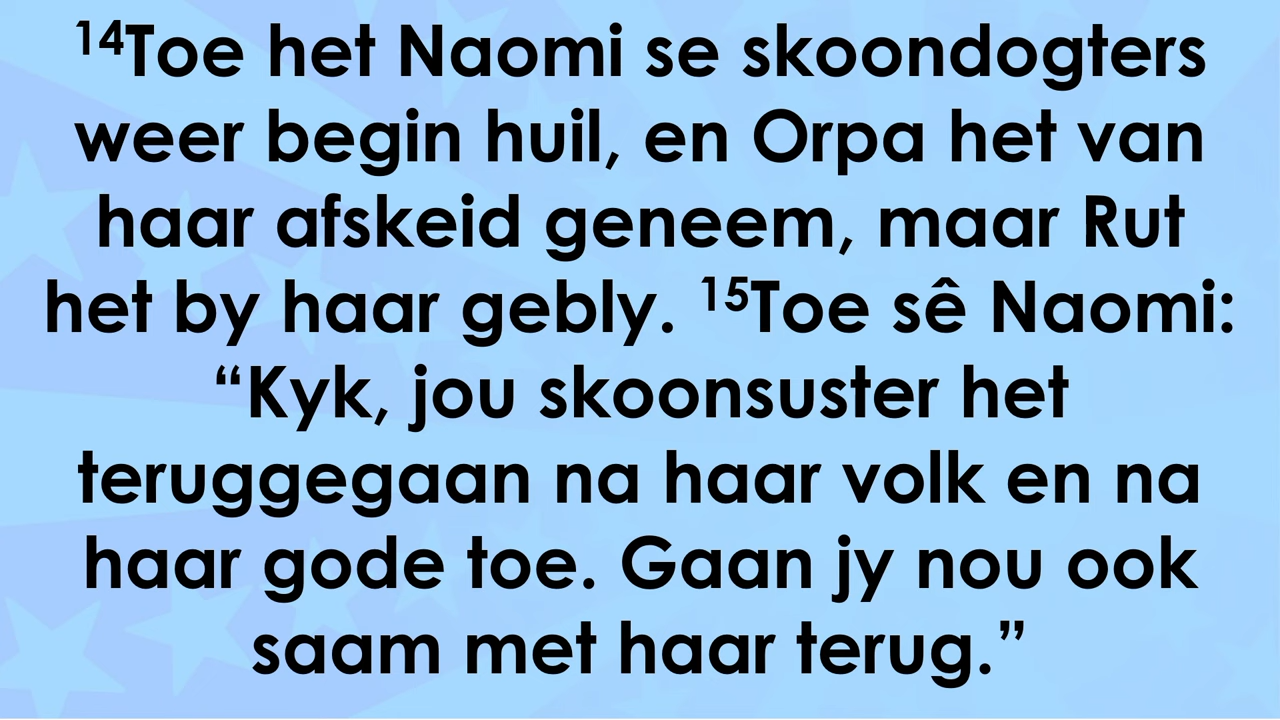 ¹⁴Toe het Naomi se skoondogters
weer begin huil, en Orpa het van
haar afskeid geneem, maar Rut
het by haar gebly. ¹⁵Toe sê Naomi:
“Kyk, jou skoonsuster het
teruggegaan na haar volk en na
haar gode toe. Gaan jy nou ook
saam met haar terug.”